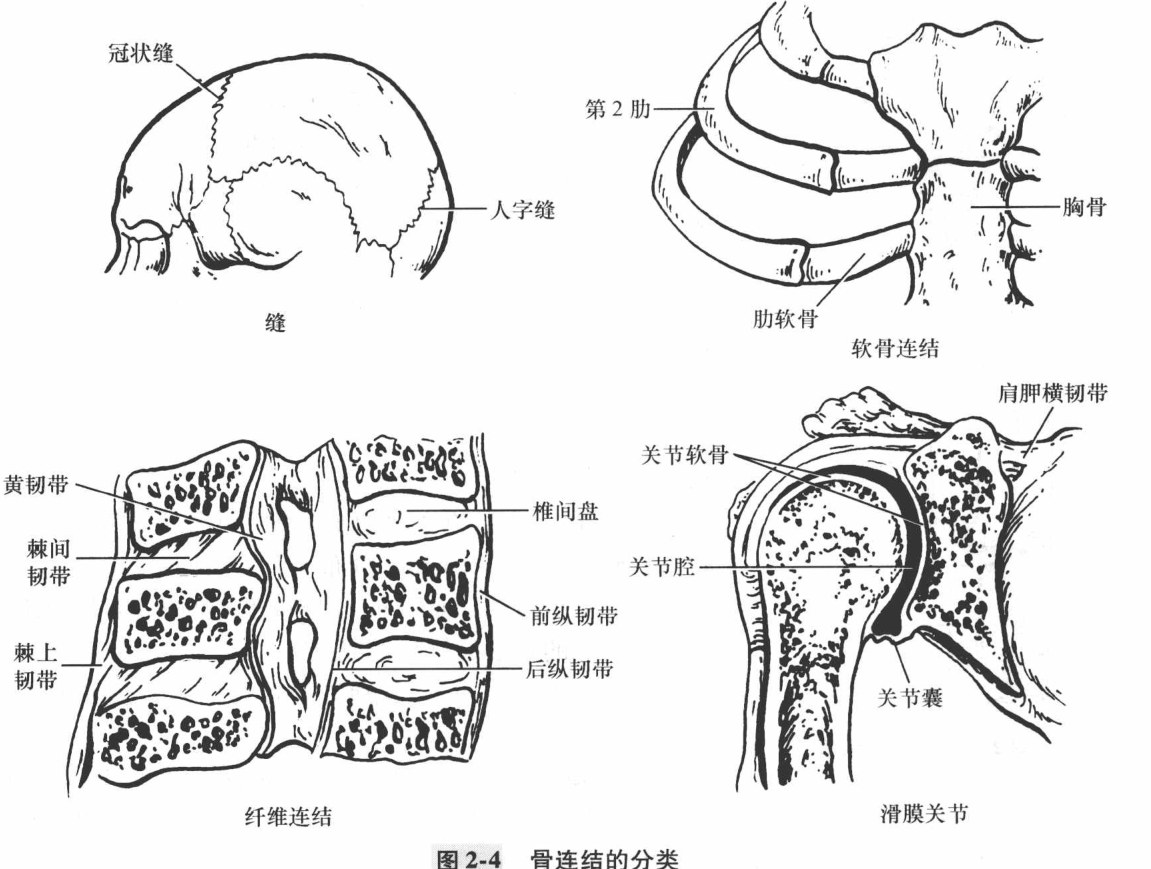 冠状缝
人字缝
缝
第 2 肋
胸骨
肋软骨
软骨连结
黄韧带
棘间
韧带
棘上
韧带
椎间盘
前纵韧带
后纵韧带
纤维连结
肩胛横韧带
关节软骨
关节腔
关节囊
滑膜关节
图 2-4 骨连结的分类